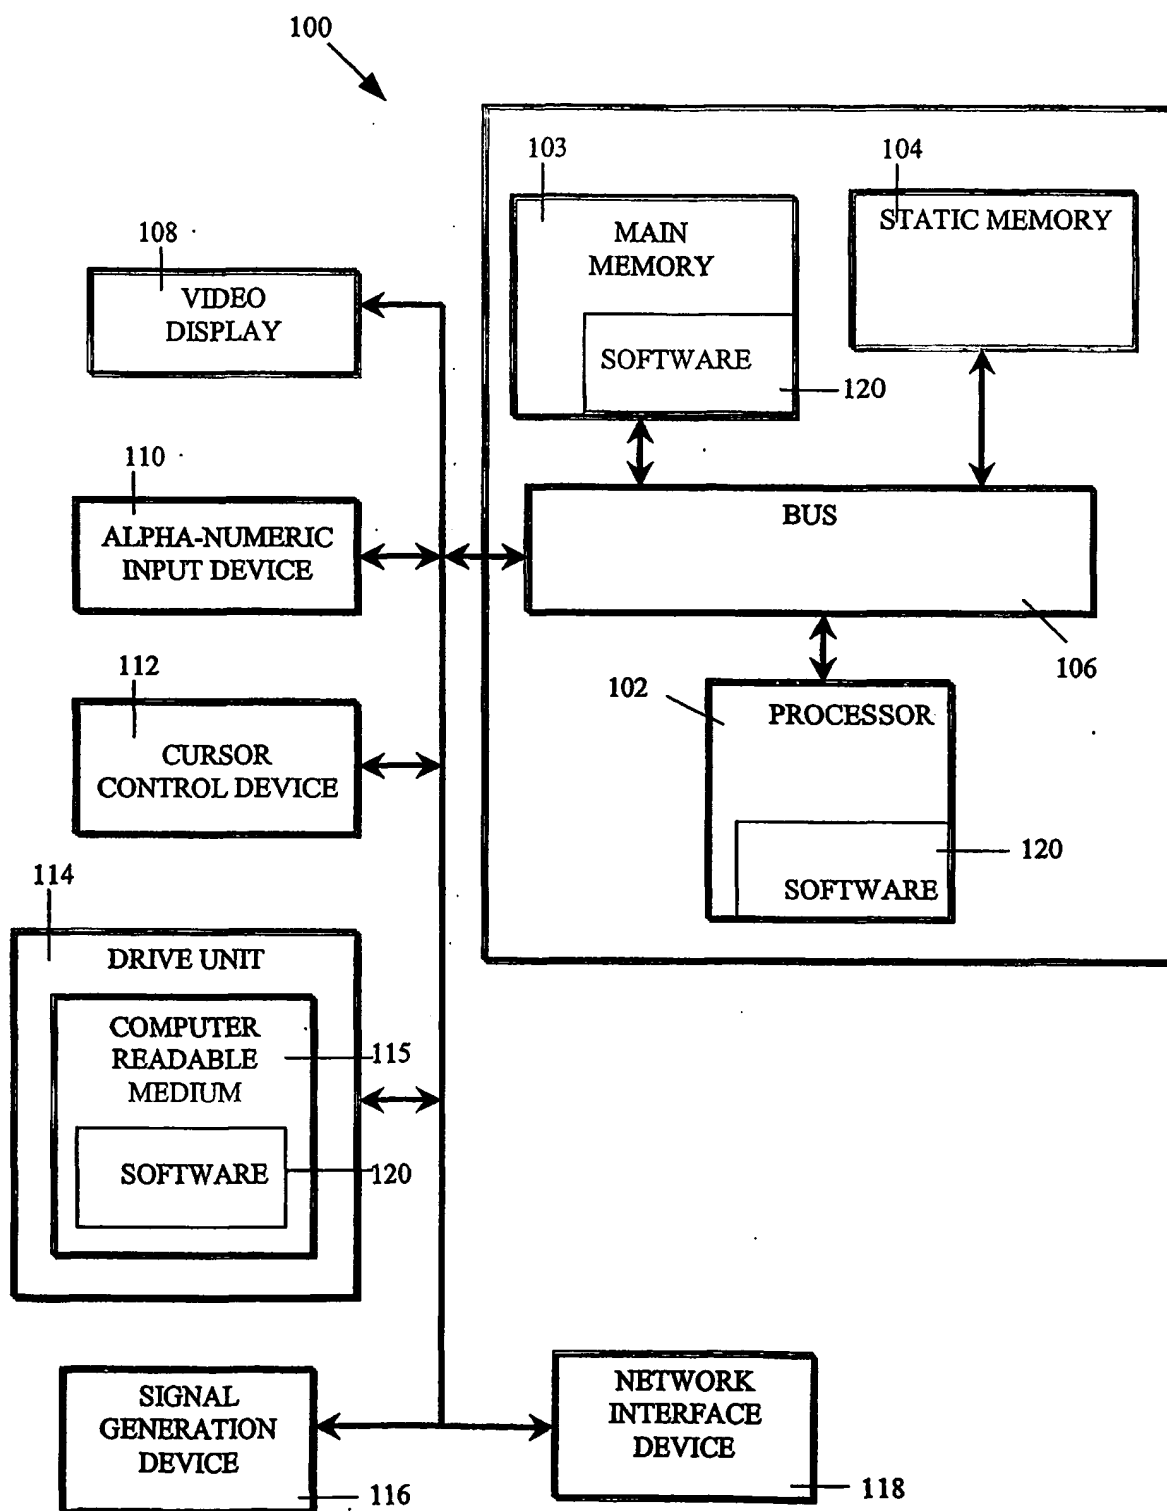 100
103
MAIN
MEMORY
SOFTWARE
120
104
STATIC MEMORY
108
VIDEO
DISPLAY
110
ALPHA-NUMERIC
INPUT DEVICE
BUS
106
112
CURSOR
CONTROL DEVICE
102
PROCESSOR
SOFTWARE
120
114
DRIVE UNIT
COMPUTER
READABLE
MEDIUM
115
SOFTWARE
120
SIGNAL
GENERATION
DEVICE
116
NETWORK
INTERFACE
DEVICE
118